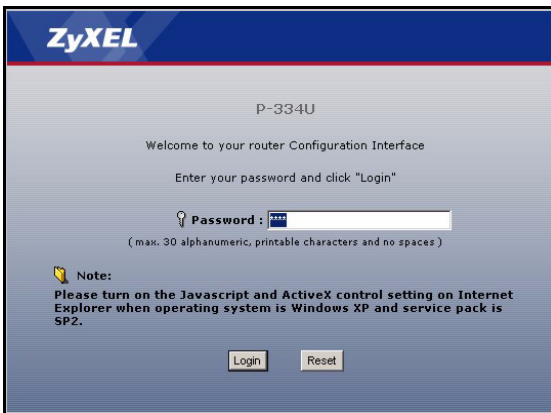 ZyXEL
P-334U
Welcome to your router Configuration Interface
Enter your password and click "Login"
Password : ****
( max. 30 alphanumeric, printable characters and no spaces )
Note:
Please turn on the Javascript and ActiveX control setting on Internet
Explorer when operating system is Windows XP and service pack is
SP2.
Login Reset